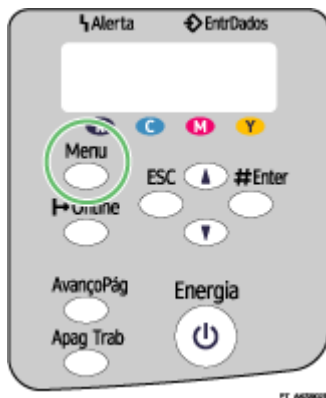 Alerta EntrDados
C M Y
Menu
ESC #Enter
Online
AvançoPág Energia
Apag Trab